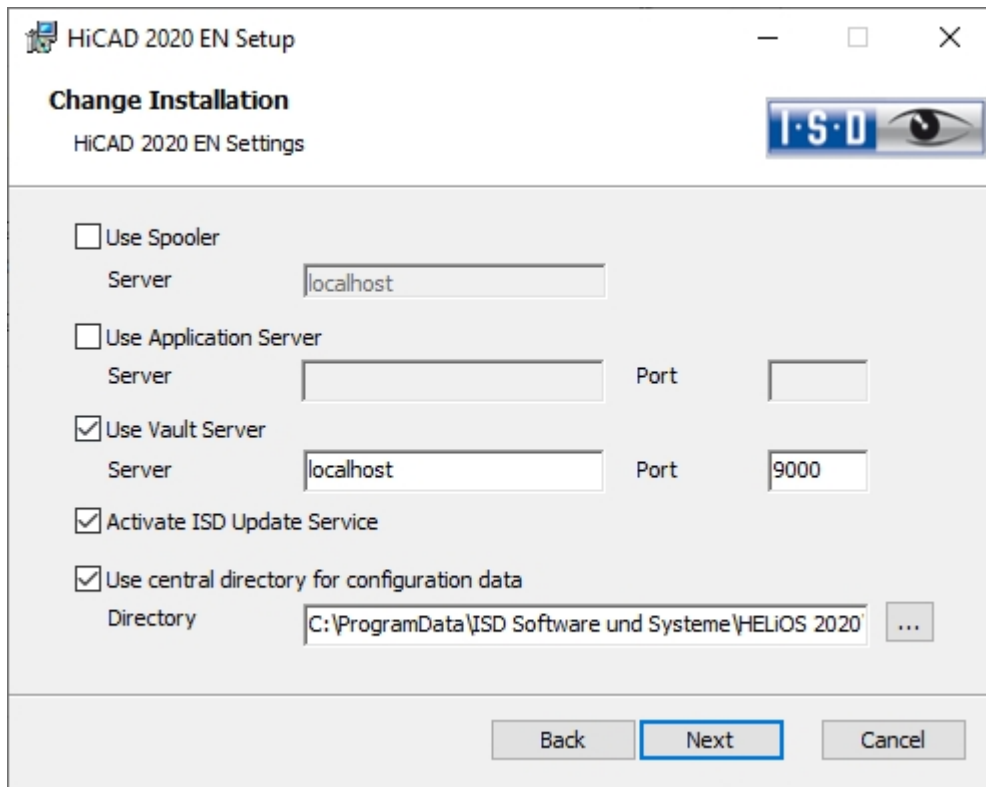 HiCAD 2020 EN Setup
Change Installation
HiCAD 2020 EN Settings
I·S·D
Use Spooler
Server localhost
Use Application Server
Server Port
Use Vault Server
Server localhost Port 9000
Activate ISD Update Service
Use central directory for configuration data
Directory C:\ProgramData\ISD Software und Systeme\HELiOS 2020\ ...
Back Next Cancel